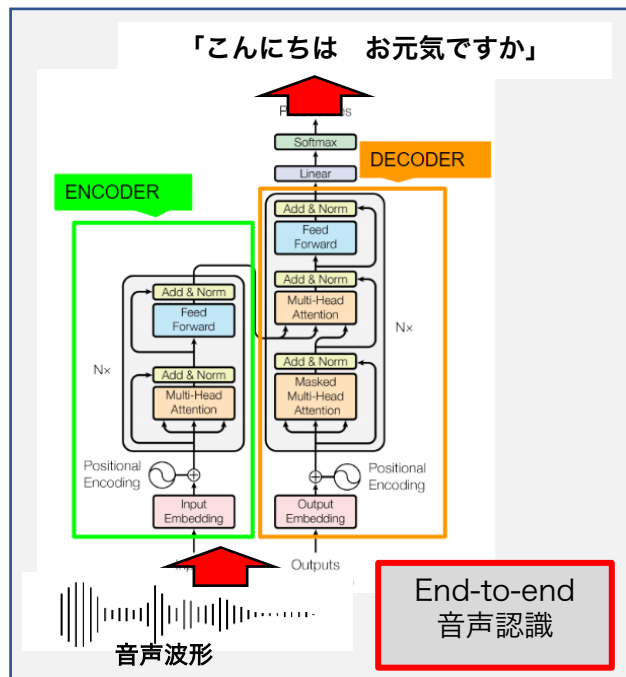 「こんにちは　お元気ですか」
Softmax
Linear
DECODER
ENCODER
Add & Norm
Feed
Forward
Add & Norm
Multi-Head
Attention
N×
Add & Norm
Masked
Multi-Head
Attention
Positional
Encoding
Output
Embedding
Outputs
Add & Norm
Feed
Forward
N×
Add & Norm
Multi-Head
Attention
Positional
Encoding
Input
Embedding
音声波形
End-to-end
音声認識